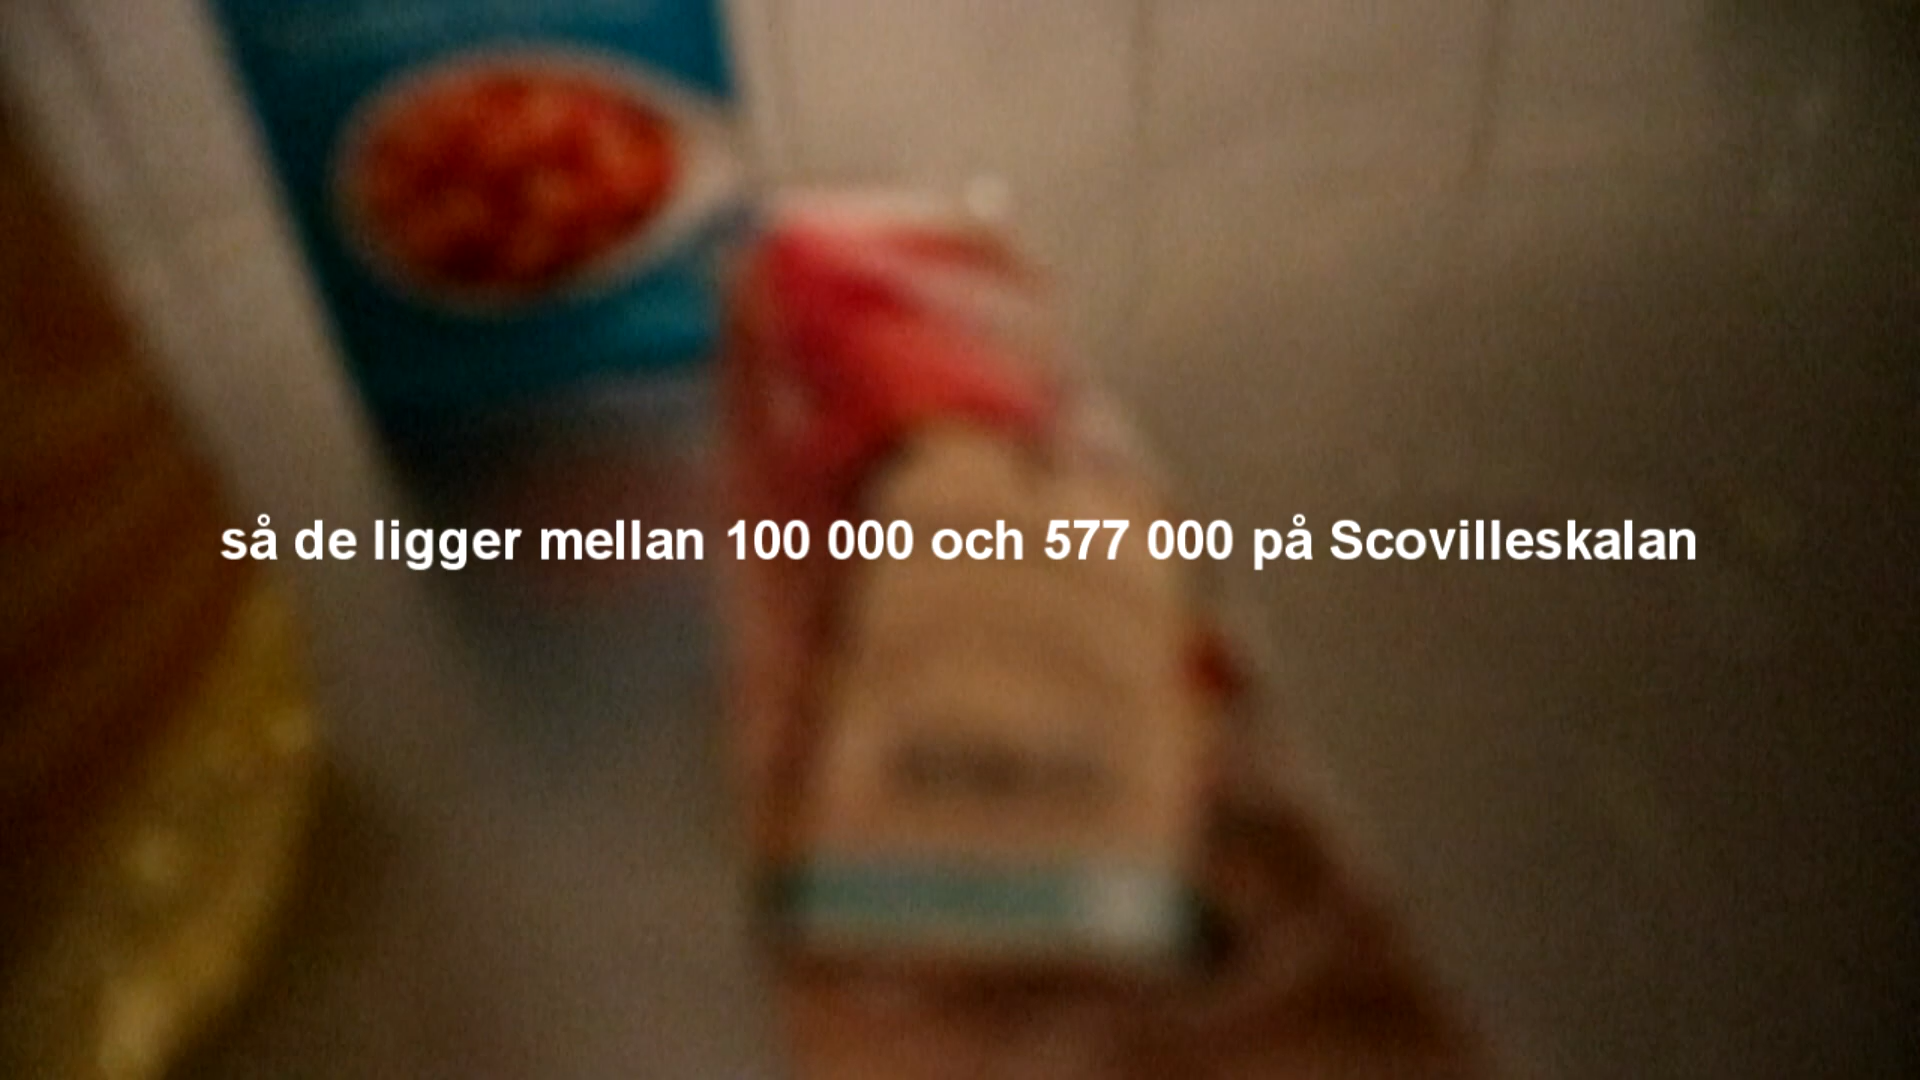 så de ligger mellan 100 000 och 577 000 på Scovilleskalan